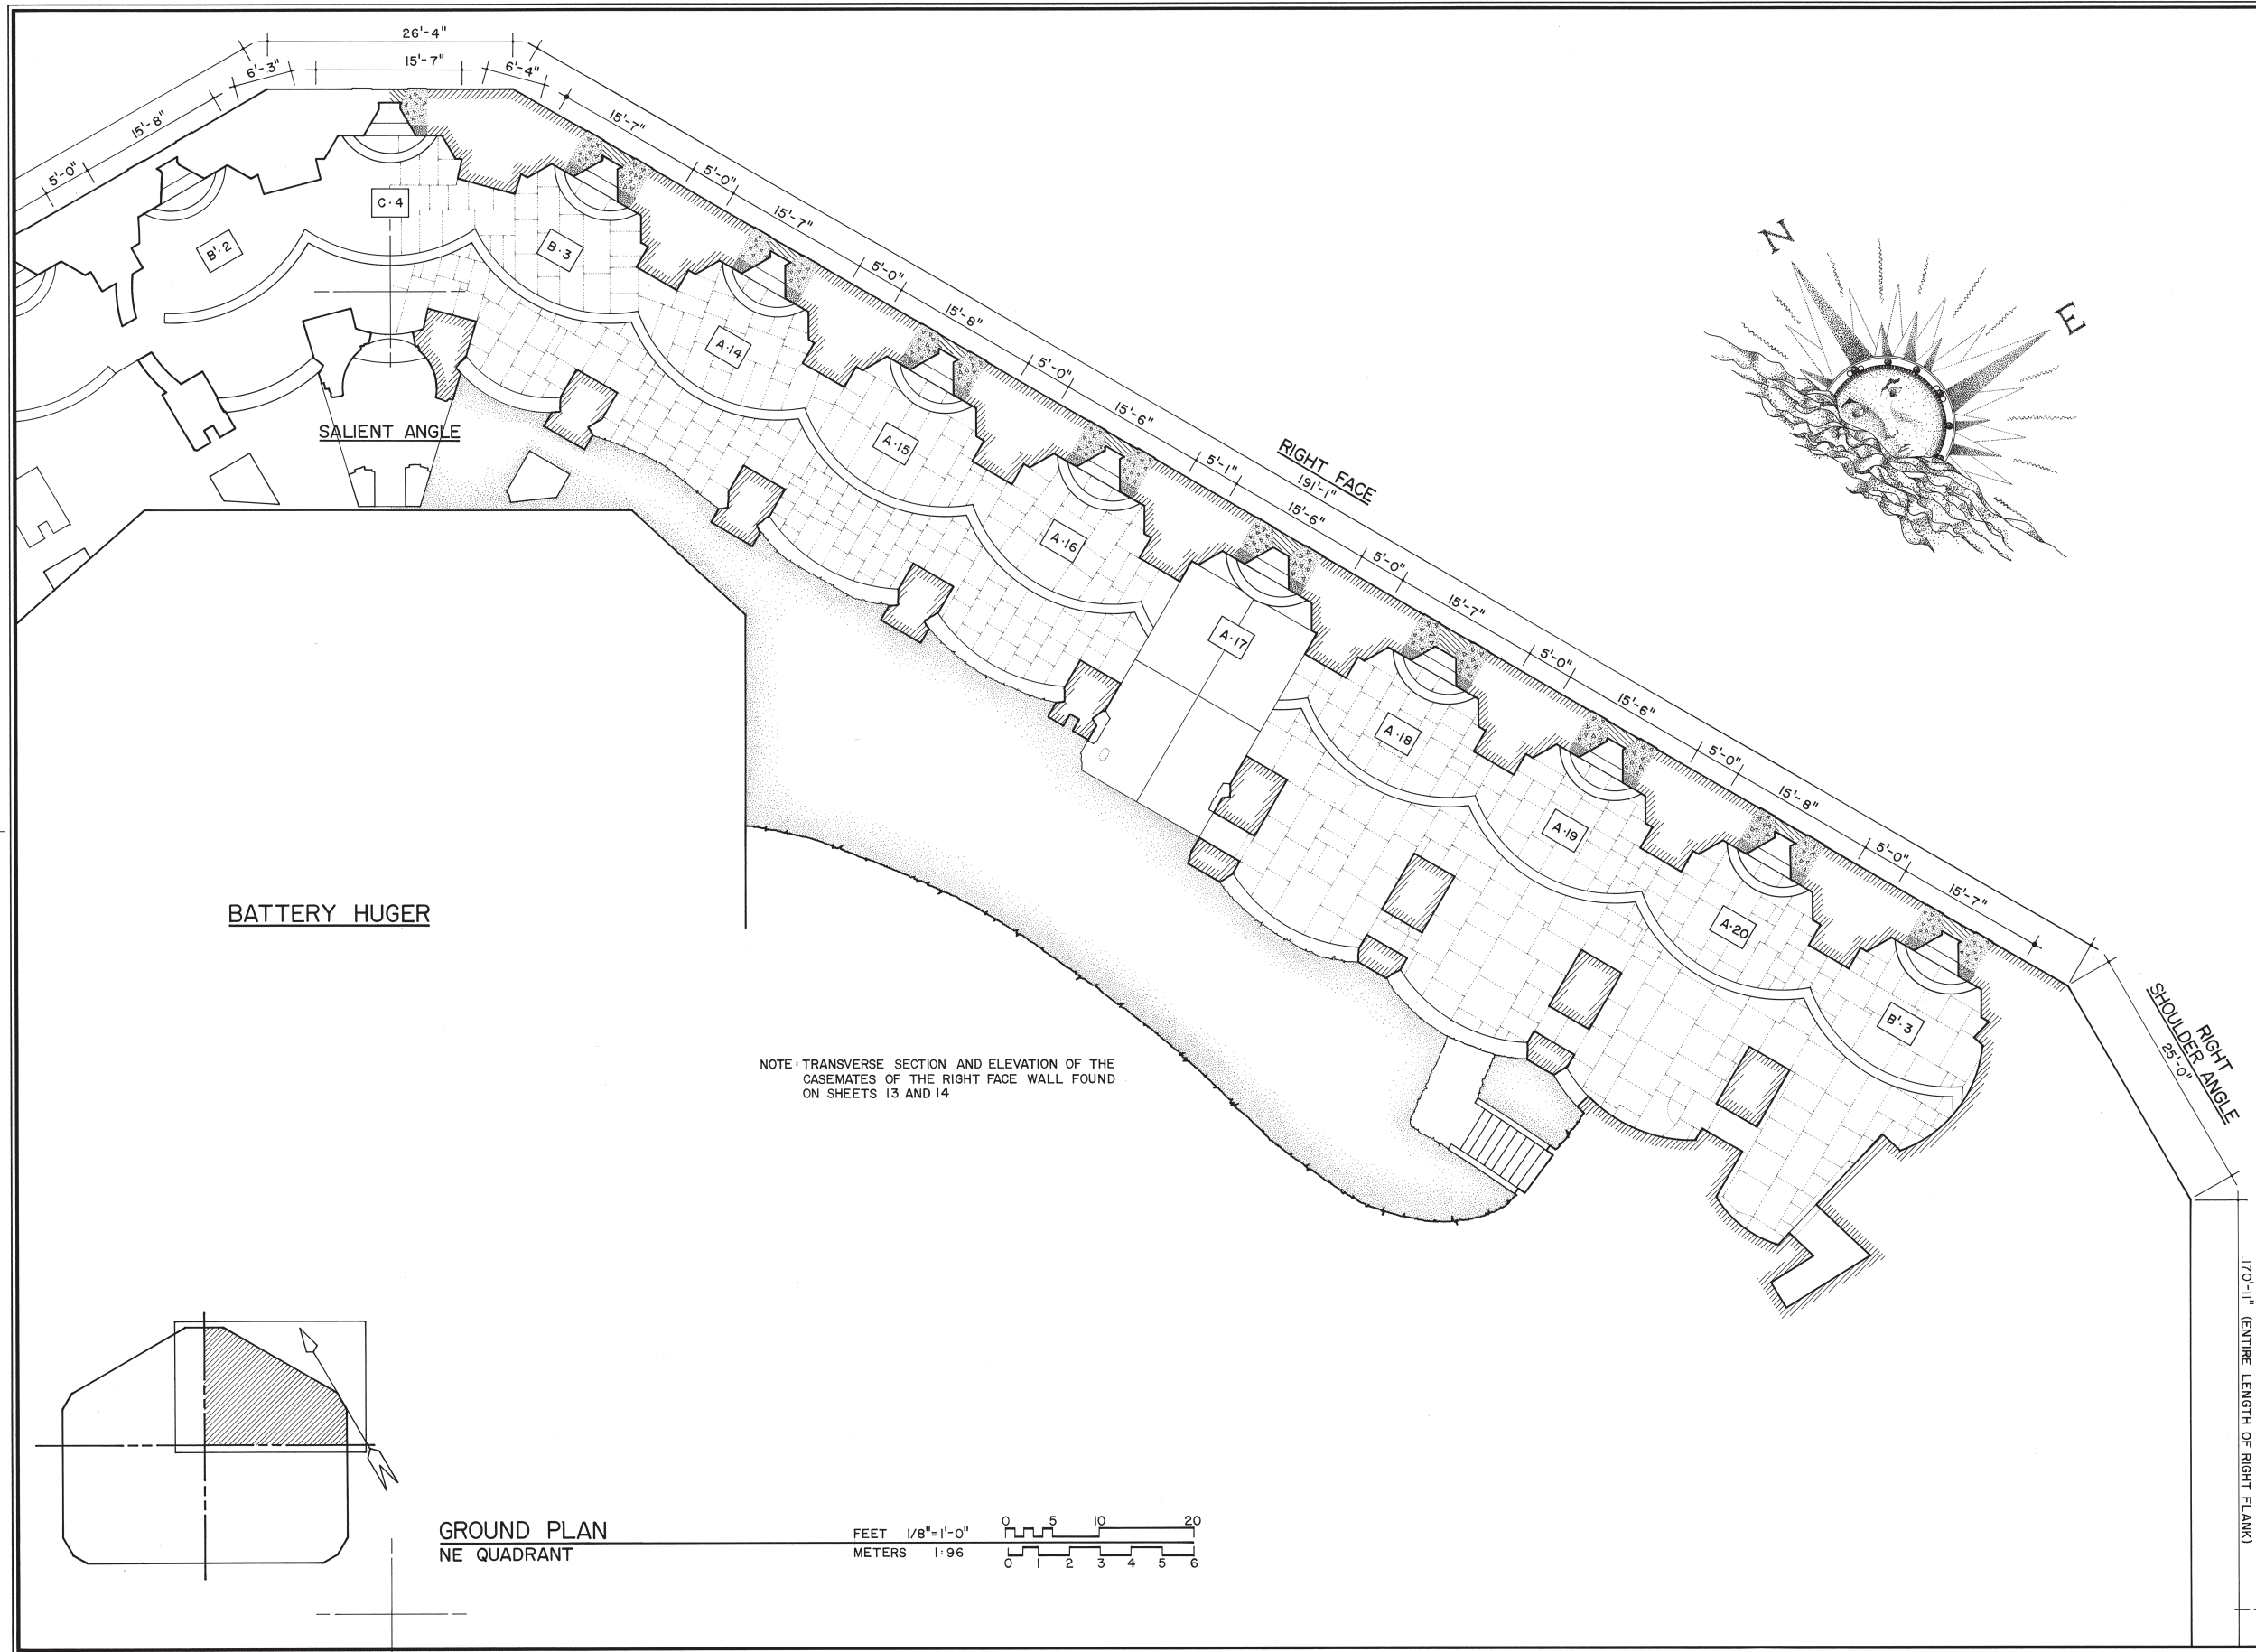 26'-4"
6'-3"
15'-7"
6'-4"
15'-8"
5'-0"
15'-7"
5'-0"
15'-7"
5'-0"
15'-8"
5'-0"
15'-6"
5'-1"
15'-6"
5'-0"
15'-7"
5'-0"
15'-6"
5'-0"
15'-8"
5'-0"
15'-7"
RIGHT FACE
191'-1"
N
E
C·4
B'·2
B·3
A·14
A·15
A·16
A·17
A·18
A·19
A·20
B'·3
SALIENT ANGLE
RIGHT
SHOULDER ANGLE
25'-0"
170'-11" (ENTIRE LENGTH OF RIGHT FLANK)
BATTERY HUGER
NOTE: TRANSVERSE SECTION AND ELEVATION OF THE
CASEMATES OF THE RIGHT FACE WALL FOUND
ON SHEETS 13 AND 14
GROUND PLAN
NE QUADRANT
FEET 1/8"=1'-0"
0 5 10 20
METERS 1:96
0 1 2 3 4 5 6